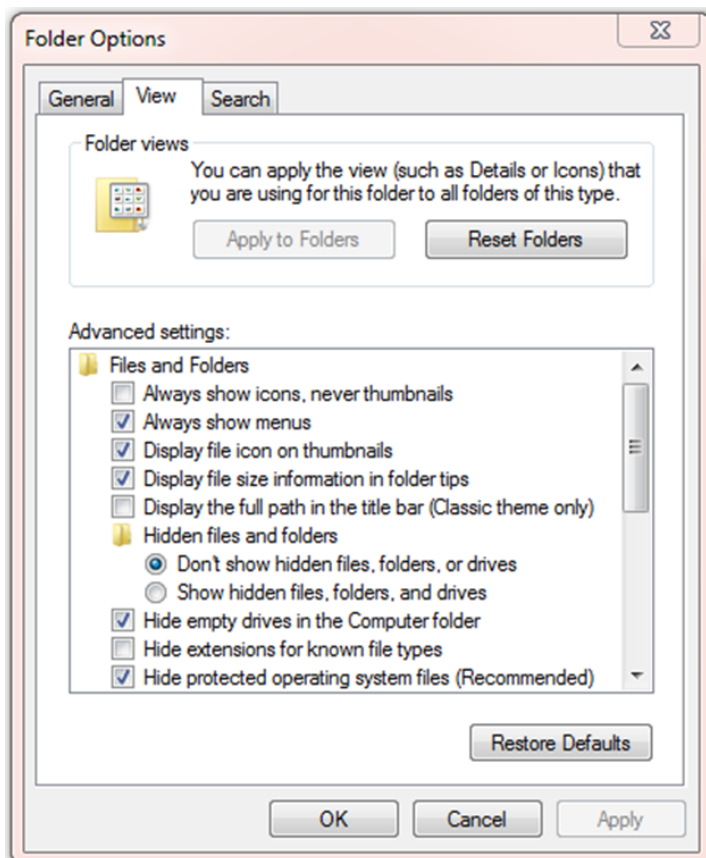 Folder Options
General View Search
Folder views
You can apply the view (such as Details or Icons) that
you are using for this folder to all folders of this type.
Apply to Folders Reset Folders
Advanced settings:
Files and Folders
Always show icons, never thumbnails
Always show menus
Display file icon on thumbnails
Display file size information in folder tips
Display the full path in the title bar (Classic theme only)
Hidden files and folders
Don't show hidden files, folders, or drives
Show hidden files, folders, and drives
Hide empty drives in the Computer folder
Hide extensions for known file types
Hide protected operating system files (Recommended)
Restore Defaults
OK Cancel Apply